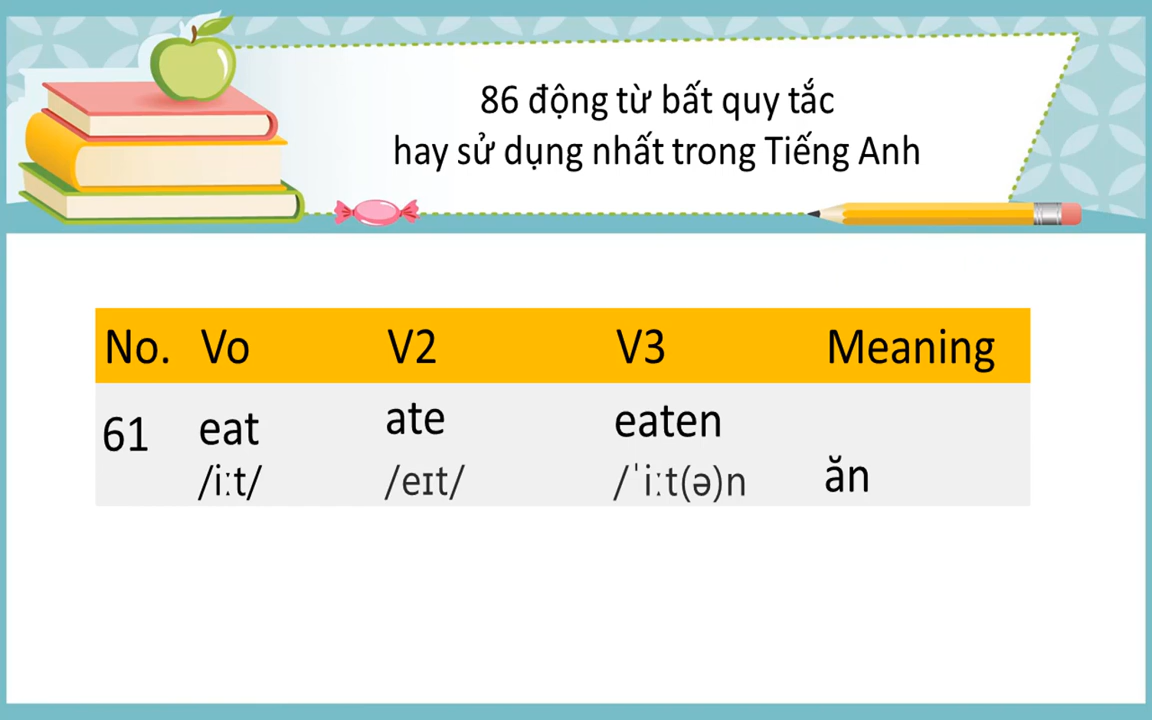 86 động từ bất quy tắc
hay sử dụng nhất trong Tiếng Anh
No. Vo V2 V3 Meaning
61 eat ate eaten
/iːt/ /eɪt/ /ˈiːt(ə)n ăn